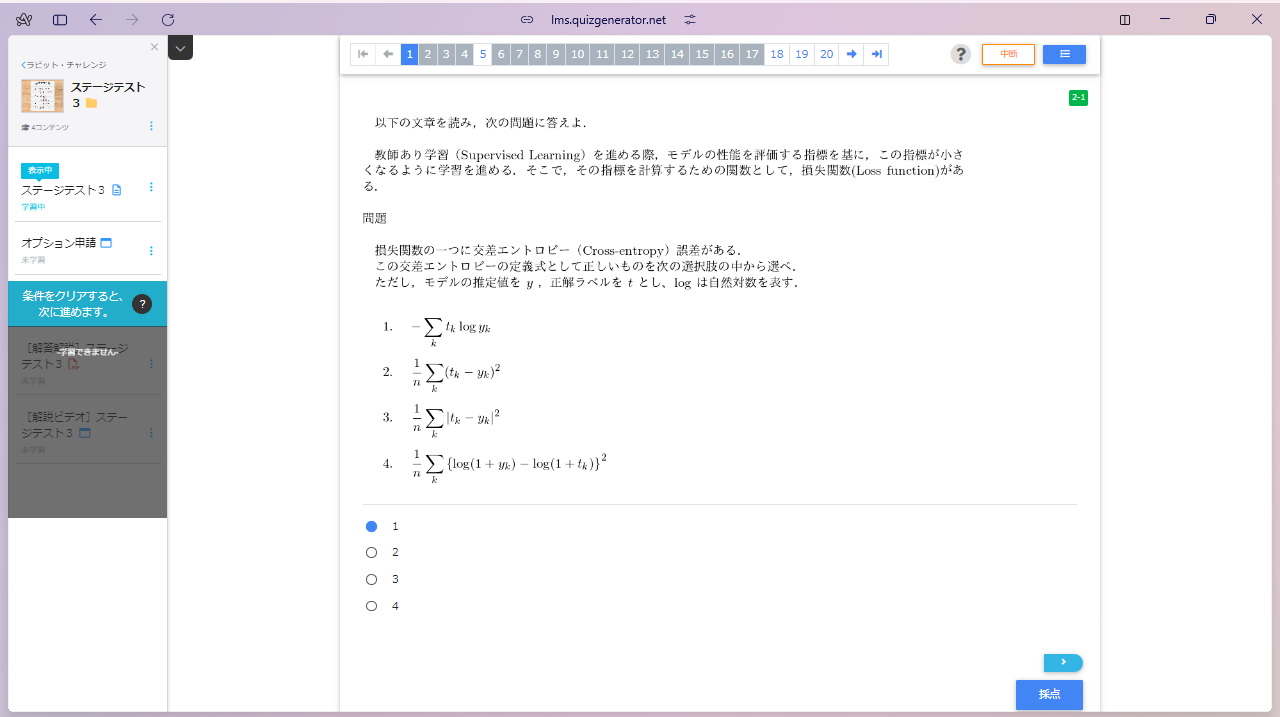 lms.quizgenerator.net
ラビット・チャレンジ
ステージテスト
3
4コンテンツ
表示中
ステージテスト3
学習中
オプション申請
未学習
条件をクリアすると、
次に進めます。
?
［解答解説］ステージ
テスト3
-学習できません-
未学習
［解説ビデオ］ステー
ジテスト3
未学習
1 2 3 4 5 6 7 8 9 10 11 12 13 14 15 16 17 18 19 20
?
中断
2-1
以下の文章を読み，次の問題に答えよ．
教師あり学習（Supervised Learning）を進める際，モデルの性能を評価する指標を基に，この指標が小さ
くなるように学習を進める．そこで，その指標を計算するための関数として，損失関数(Loss function)があ
る．
問題
損失関数の一つに交差エントロピー（Cross-entropy）誤差がある．
この交差エントロピーの定義式として正しいものを次の選択肢の中から選べ．
ただし，モデルの推定値を y ，正解ラベルを t とし、log は自然対数を表す．
1. −∑_k t_k log y_k
2. 1/n ∑_k (t_k − y_k)²
3. 1/n ∑_k |t_k − y_k|²
4. 1/n ∑_k {log(1 + y_k) − log(1 + t_k)}²
1
2
3
4
採点